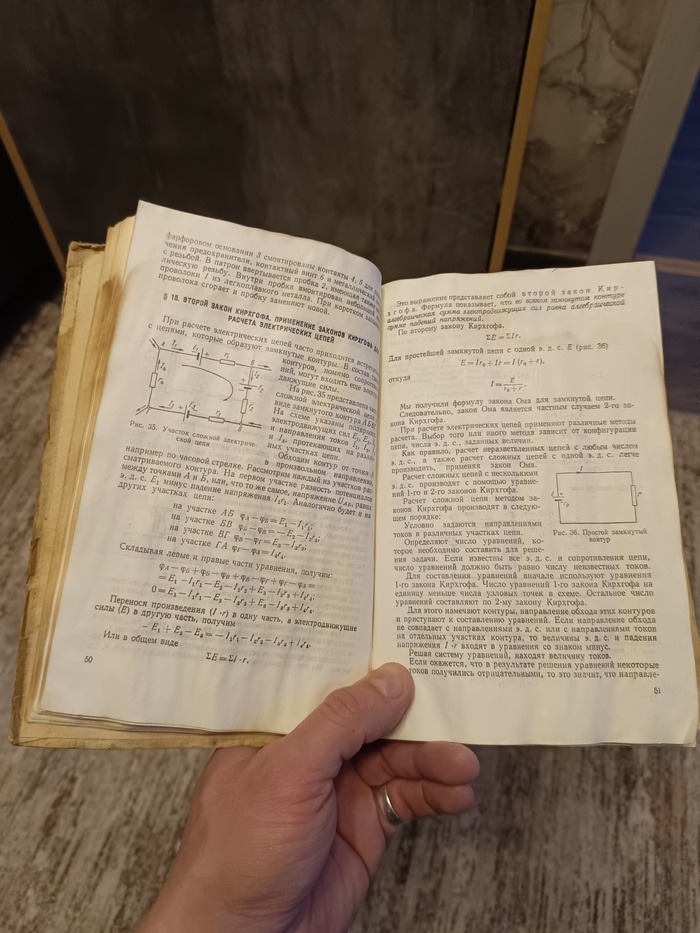 фарфоровом основании 3 смонтированы контакты 4, 5 для
чения предохранителя, контактный винт 6 и металлический
с резьбой. В патрон ввертывается пробка 2, имеющая
лическую резьбу. Внутри пробки вмонтирован небольшой
проволоки 1 из легкоплавкого металла. При коротком
проволока сгорает и пробку заменяют новой.
§ 18. ВТОРОЙ ЗАКОН КИРХГОФА. ПРИМЕНЕНИЕ ЗАКОНОВ КИРХГОФА ДЛЯ
РАСЧЕТА ЭЛЕКТРИЧЕСКИХ ЦЕПЕЙ
При расчете электрических цепей часто приходится
с цепями, которые образуют замкнутые контуры. В состав
контуров, помимо
ний, могут входить еще
движущие силы.
На рис. 35 представлена
сложной электрической
виде замкнутого контура
На схеме указаны
электродвижущих сил E₁, E₂,
и направления токов I₁,
и I₄, протекающих на
ных участках цепи.
Рис. 35. Участок сложной электриче-
ской цепи
Обходим контур от точки А
в произвольном направлении,
например по часовой стрелке. Рассмотрим каждый из участков
сматриваемого контура. На первом участке разность потенциалов
между точками А и Б, или, что то же самое, напряжение равна
э. д. с. E₁ минус падение напряжения I₁r₁. Аналогично будет и на
других участках цепи:
на участке АБ φА − φБ = E₁ − I₁r₁;
на участке БВ φБ − φВ = −E₂ − I₂r₂;
на участке ВГ φВ − φГ = E₃ − I₃r₃;
на участке ГА φГ − φА = I₄r₄.
Складывая левые и правые части уравнения, получим:
φА − φБ + φБ − φВ + φВ − φГ + φГ − φА =
= E₁ − I₁r₁ − E₂ − I₂r₂ + E₃ − I₃r₃ + I₄r₄;
0 = E₁ − I₁r₁ − E₂ − I₂r₂ + E₃ − I₃r₃ + I₄r₄.
Перенося произведения (I · r) в одну часть, а электродвижущие
силы (E) в другую часть, получим
− E₁ + E₂ − E₃ = − I₁r₁ − I₂r₂ − I₃r₃ + I₄r₄.
Или в общем виде
ΣE = ΣI · r.
50
Это выражение представляет собой второй закон Кир-
хгофа. Формула показывает, что во всяком замкнутом контуре
алгебраическая сумма электродвижущих сил равна алгебраической
сумме падений напряжений.
По второму закону Кирхгофа,
ΣE = ΣIr.
Для простейшей замкнутой цепи с одной э. д. с. E (рис. 36)
E = Ir₀ + Ir = I (r₀ + r),
откуда
I = E / (r₀ + r).
Мы получили формулу закона Ома для замкнутой цепи.
Следовательно, закон Ома является частным случаем 2-го за-
кона Кирхгофа.
При расчете электрических цепей применяют различные методы
расчета. Выбор того или иного метода зависит от конфигурации
цепи, числа э. д. с., заданных величин.
Как правило, расчет неразветвленных цепей с любым числом
э. д. с., а также расчет сложных цепей с одной э. д. с. легче
производить, применяя закон Ома.
Расчет сложных цепей с несколькими
э. д. с. производят с помощью уравне-
ний 1-го и 2-го законов Кирхгофа.
Расчет сложной цепи методом за-
конов Кирхгофа производят в следую-
щем порядке:
Условно задаются направлениями
токов в различных участках цепи.
Рис. 36. Простой замкнутый
контур
Определяют число уравнений, ко-
торое необходимо составить для реше-
ния задачи. Если известны все э. д. с. и сопротивления цепи,
число уравнений должно быть равно числу неизвестных токов.
Для составления уравнений вначале используют уравнения
1-го закона Кирхгофа. Число уравнений 1-го закона Кирхгофа на
единицу меньше числа узловых точек в схеме. Остальное число
уравнений составляют по 2-му закону Кирхгофа.
Для этого намечают контуры, направление обхода этих контуров
и приступают к составлению уравнений. Если направление обхода
не совпадает с направлениями э. д. с. или с направлениями токов
на отдельных участках контура, то величины э. д. с. и падения
напряжения I · r входят в уравнения со знаком минус.
Решая систему уравнений, находят величину токов.
Если окажется, что в результате решения уравнений некоторые
токов получились отрицательными, то это значит, что направле-
51